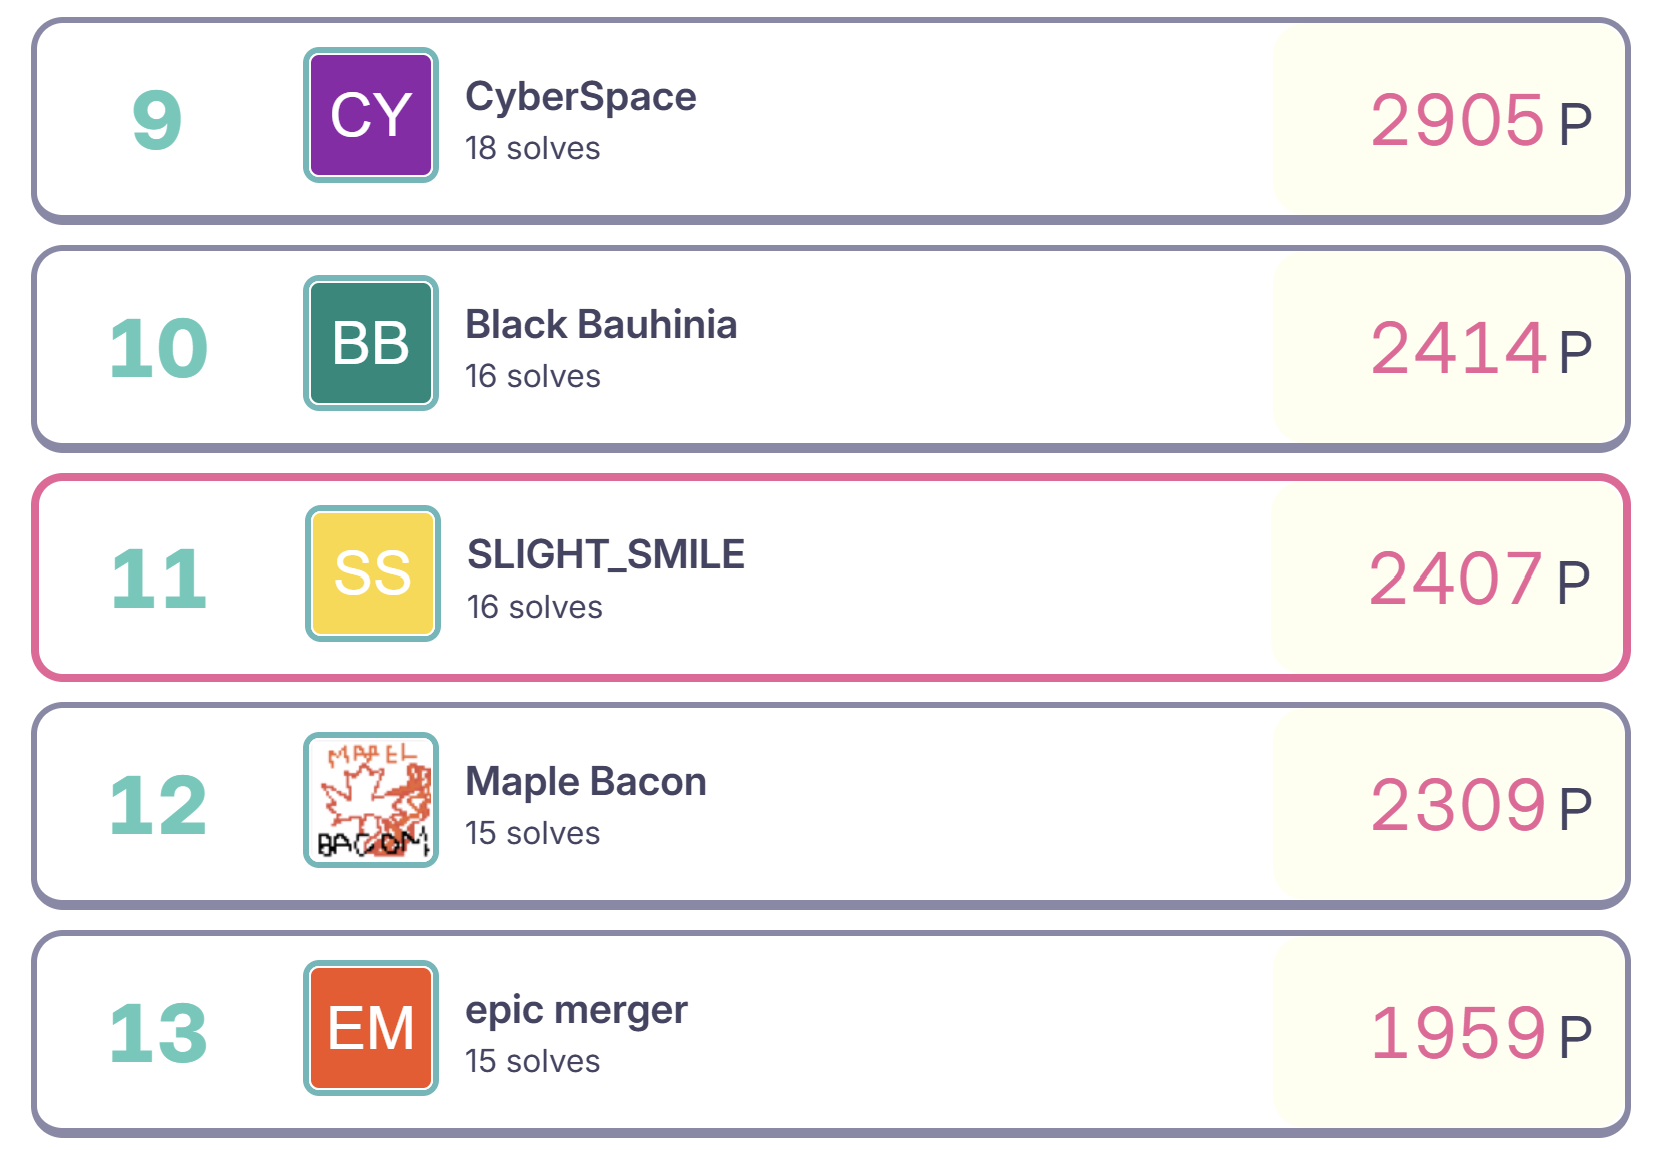 9
CY
CyberSpace
18 solves
2905 P
10
BB
Black Bauhinia
16 solves
2414 P
11
SS
SLIGHT_SMILE
16 solves
2407 P
12
MAPEL
BACOM
Maple Bacon
15 solves
2309 P
13
EM
epic merger
15 solves
1959 P